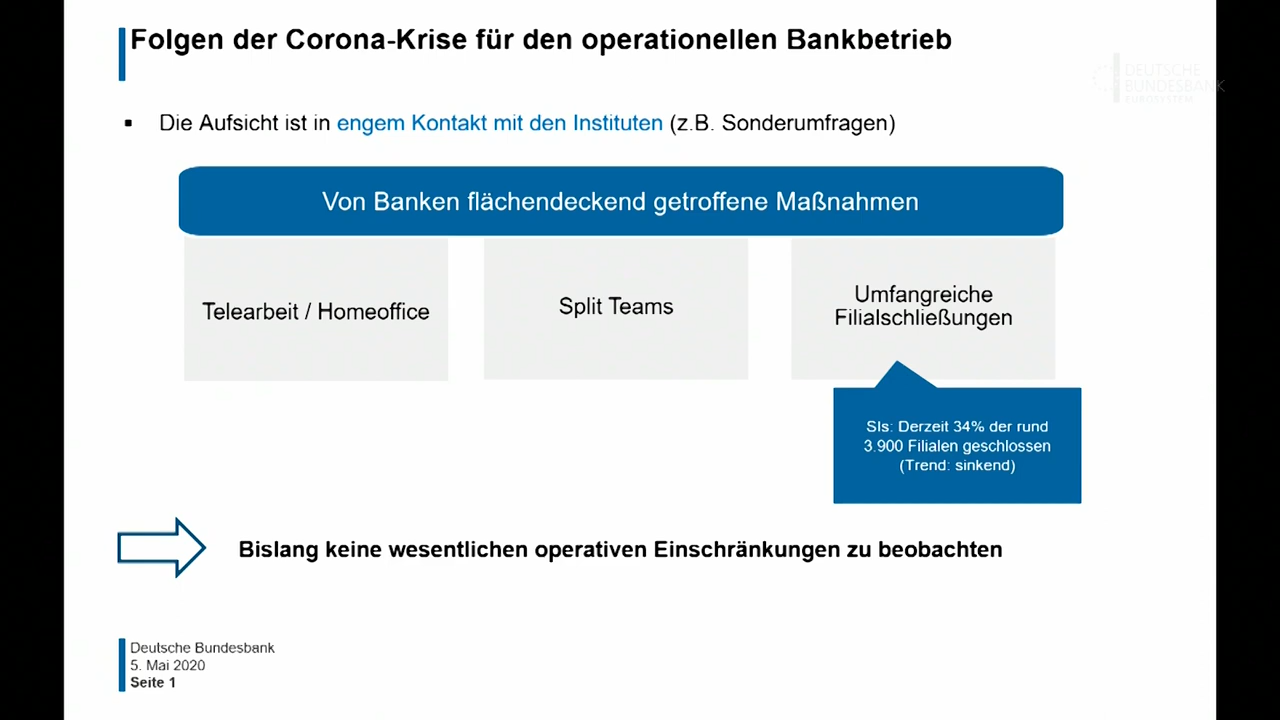 Folgen der Corona-Krise für den operationellen Bankbetrieb
DEUTSCHE
BUNDESBANK
EUROSYSTEM
▪ Die Aufsicht ist in engem Kontakt mit den Instituten (z.B. Sonderumfragen)
Von Banken flächendeckend getroffene Maßnahmen
Telearbeit / Homeoffice
Split Teams
Umfangreiche
Filialschließungen
SIs: Derzeit 34% der rund
3.900 Filialen geschlossen
(Trend: sinkend)
Bislang keine wesentlichen operativen Einschränkungen zu beobachten
Deutsche Bundesbank
5. Mai 2020
Seite 1